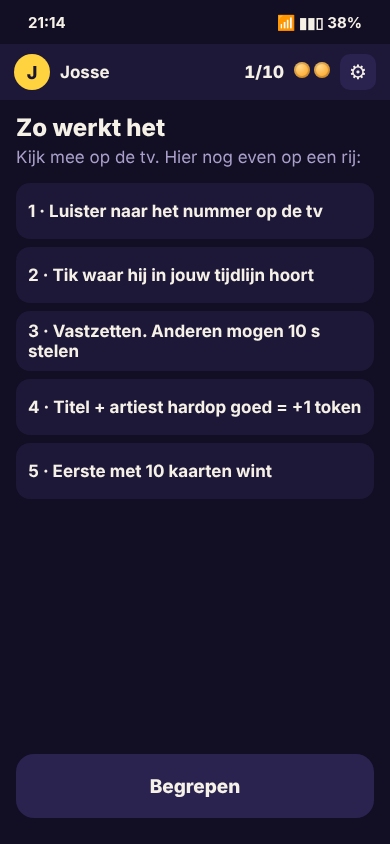 21:14
38%
J
Josse
1/10
Zo werkt het
Kijk mee op de tv. Hier nog even op een rij:
1 · Luister naar het nummer op de tv
2 · Tik waar hij in jouw tijdlijn hoort
3 · Vastzetten. Anderen mogen 10 s
stelen
4 · Titel + artiest hardop goed = +1 token
5 · Eerste met 10 kaarten wint
Begrepen